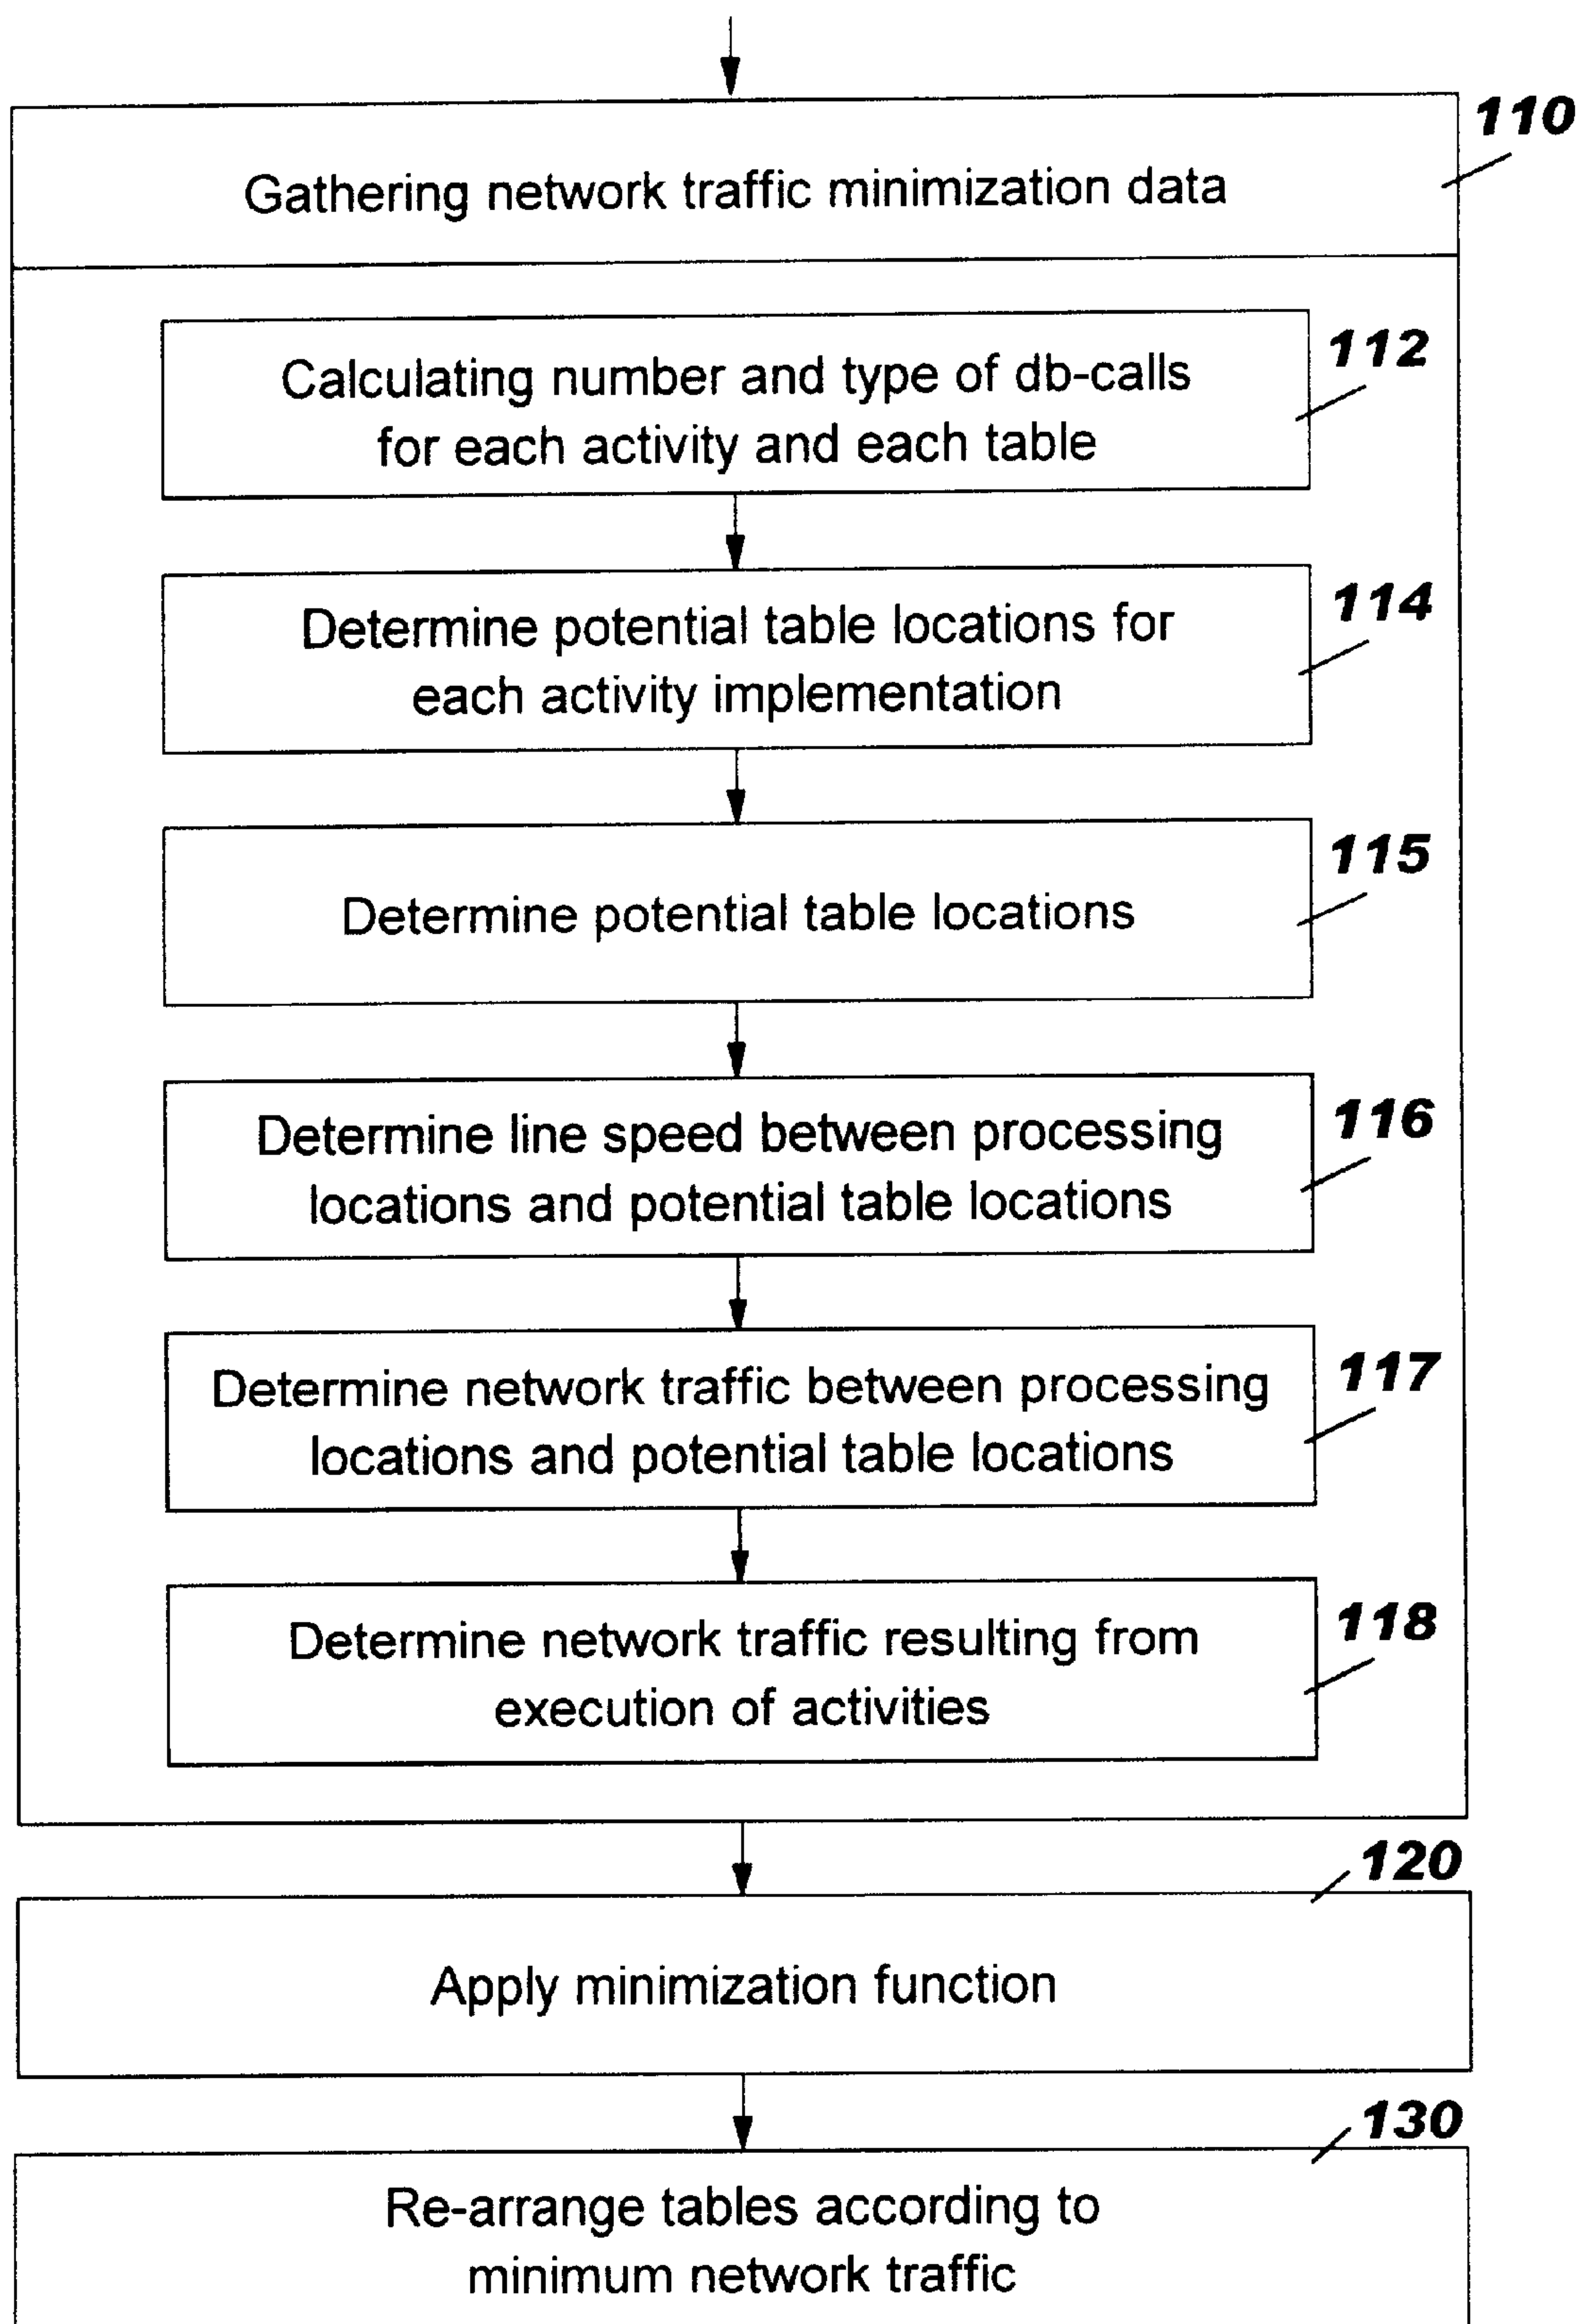 110
Gathering network traffic minimization data
112
Calculating number and type of db-calls
for each activity and each table
114
Determine potential table locations for
each activity implementation
115
Determine potential table locations
116
Determine line speed between processing
locations and potential table locations
117
Determine network traffic between processing
locations and potential table locations
118
Determine network traffic resulting from
execution of activities
120
Apply minimization function
130
Re-arrange tables according to
minimum network traffic